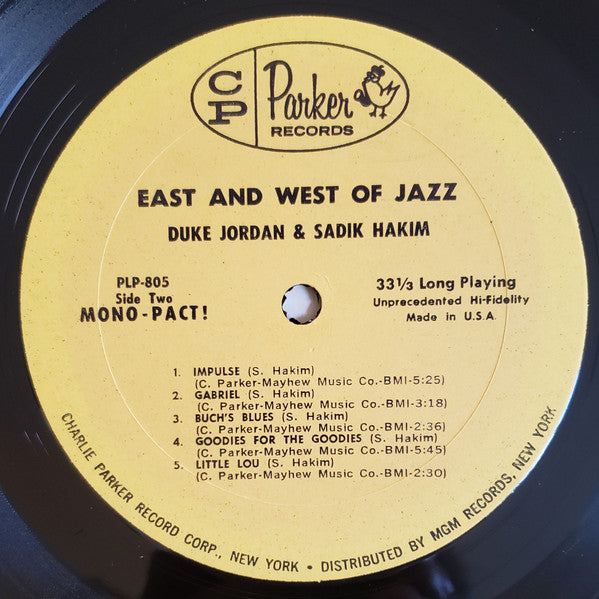 CP
Parker
RECORDS
EAST AND WEST OF JAZZ
DUKE JORDAN & SADIK HAKIM
PLP-805
Side Two
MONO-PACT!
33⅓ Long Playing
Unprecedented Hi-Fidelity
Made in U.S.A.
1. IMPULSE (S. Hakim)
(C. Parker-Mayhew Music Co.-BMI-5:25)
2. GABRIEL (S. Hakim)
(C. Parker-Mayhew Music Co.-BMI-3:18)
3. BUCH'S BLUES (S. Hakim)
(C. Parker-Mayhew Music Co.-BMI-2:36)
4. GOODIES FOR THE GOODIES (S. Hakim)
(C. Parker-Mayhew Music Co.-BMI-5:45)
5. LITTLE LOU (S. Hakim)
(C. Parker-Mayhew Music Co.-BMI-2:30)
CHARLIE PARKER RECORD CORP., NEW YORK • DISTRIBUTED BY MGM RECORDS, NEW YORK